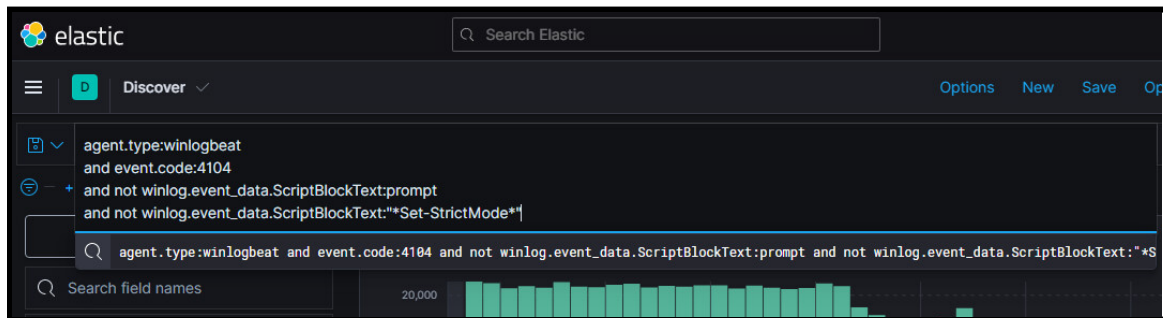 elastic
Search Elastic
D
Discover
Options New Save Op
agent.type:winlogbeat
and event.code:4104
and not winlog.event_data.ScriptBlockText:prompt
and not winlog.event_data.ScriptBlockText:"*Set-StrictMode*"
+
agent.type:winlogbeat and event.code:4104 and not winlog.event_data.ScriptBlockText:prompt and not winlog.event_data.ScriptBlockText:"*S
Search field names
20,000